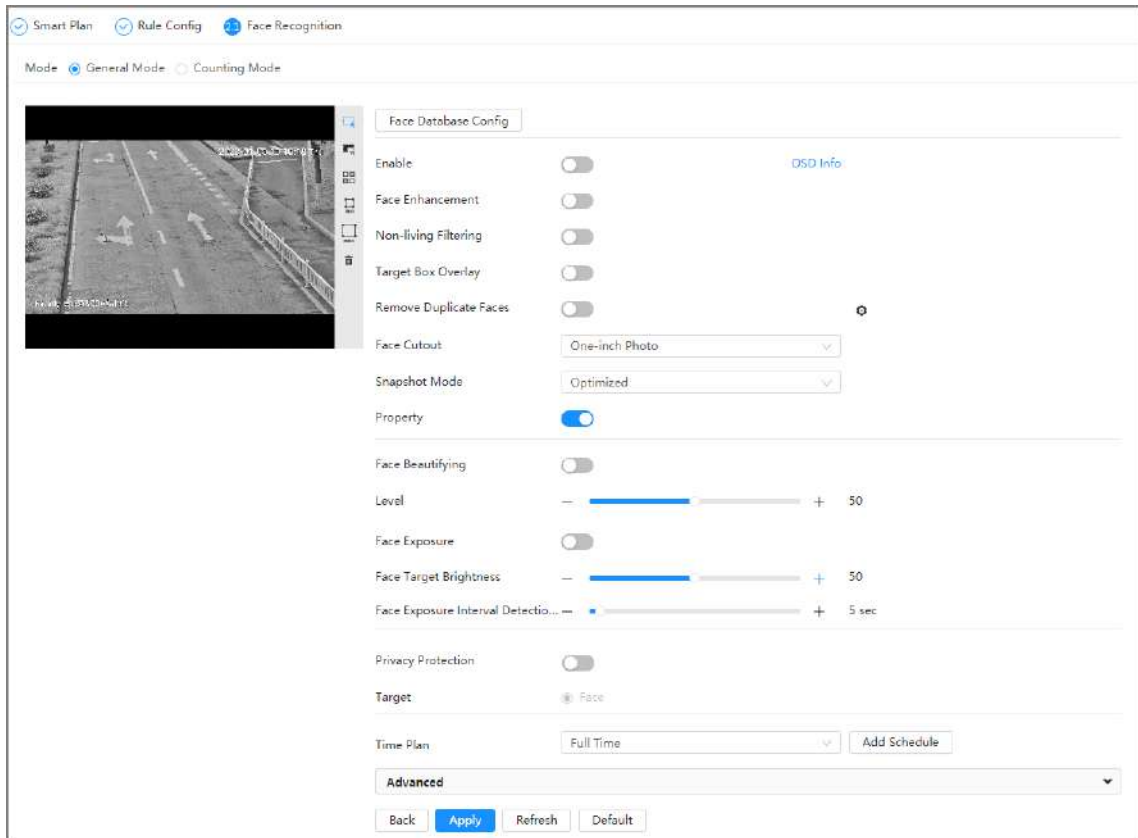 Smart Plan Rule Config Face Recognition
Mode General Mode Counting Mode
Face Database Config
Enable OSD Info
Face Enhancement
Non-living Filtering
Target Box Overlay
Remove Duplicate Faces
Face Cutout One-inch Photo
Snapshot Mode Optimized
Property
Face Beautifying
Level 50
Face Exposure
Face Target Brightness 50
Face Exposure Interval Detectio... 5 sec
Privacy Protection
Target Face
Time Plan Full Time Add Schedule
Advanced
Back Apply Refresh Default